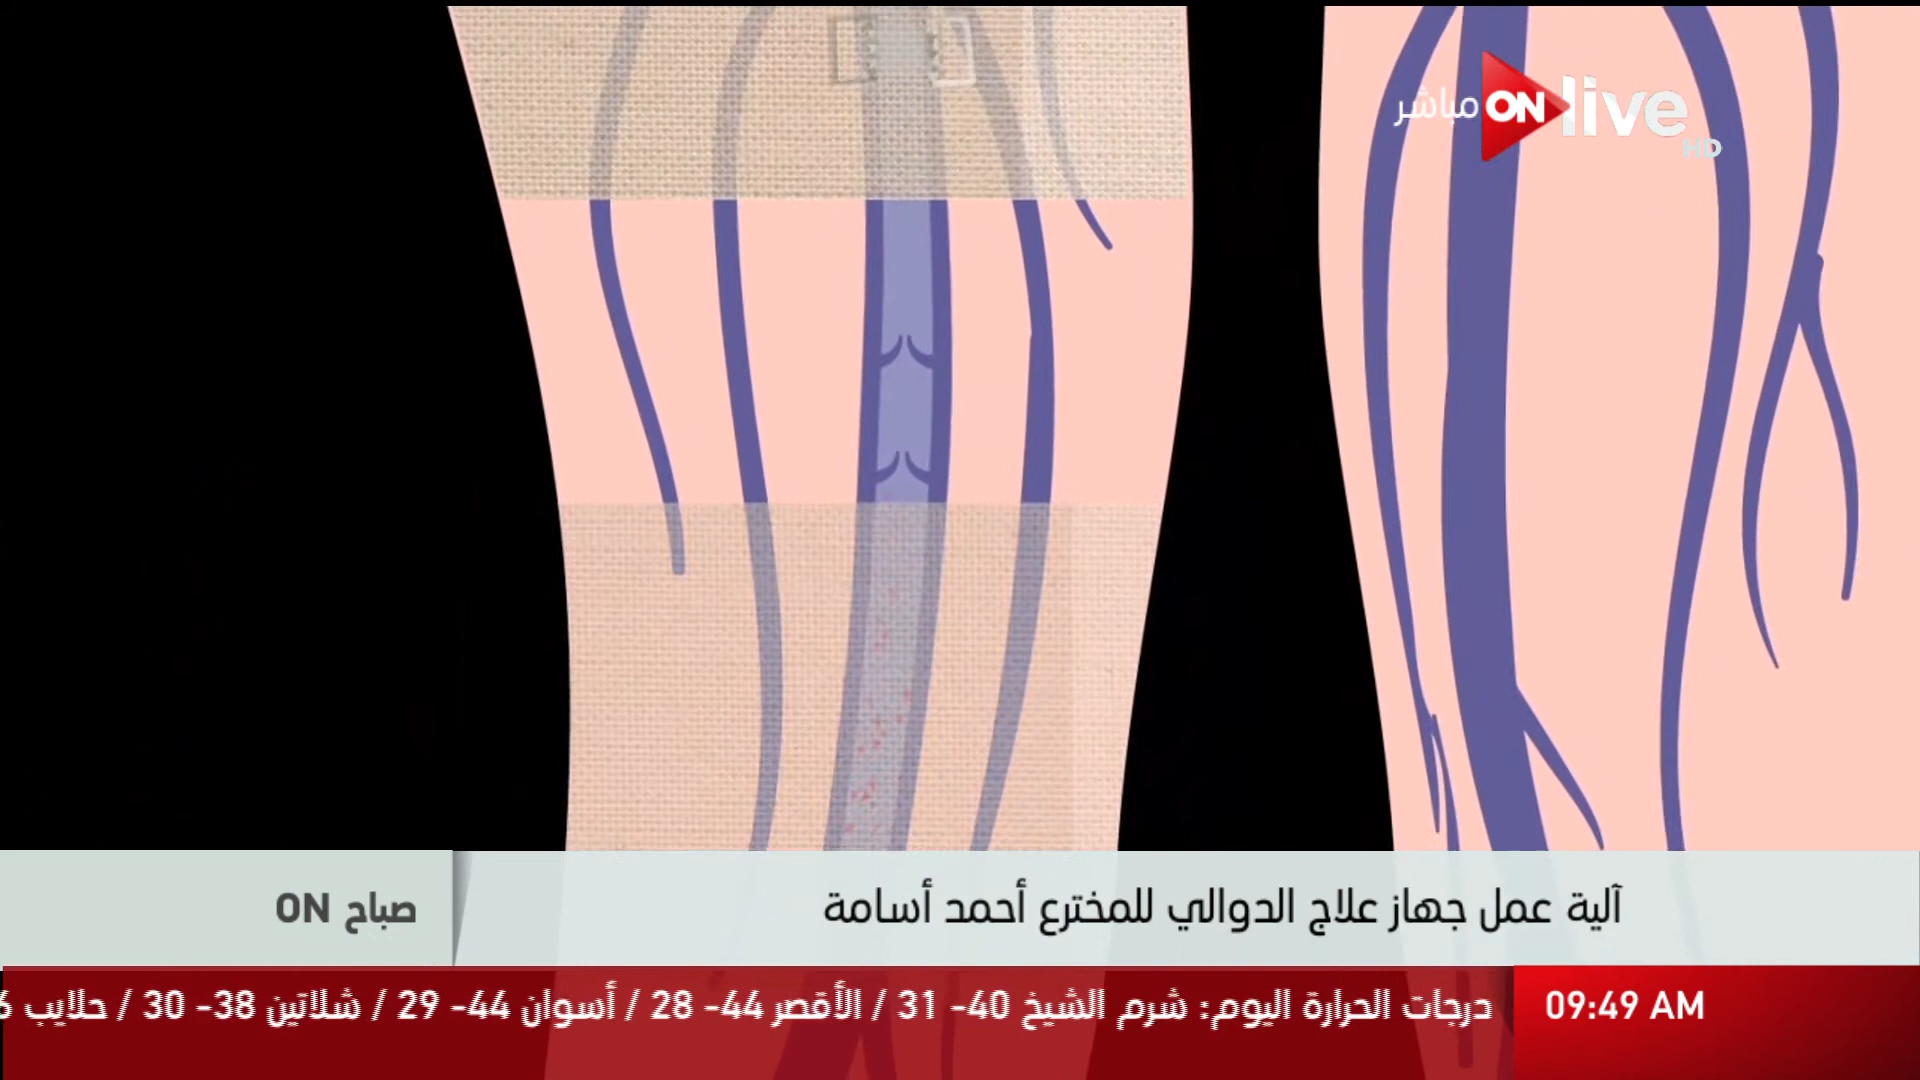 مباشر ON live
HD
آلية عمل جهاز علاج الدوالي للمخترع أحمد أسامة
صباح ON
09:49 AM
درجات الحرارة اليوم: شرم الشيخ 40- 31 / الأقصر 44- 28 / أسوان 44- 29 / شلاتين 38- 30 / حلايب